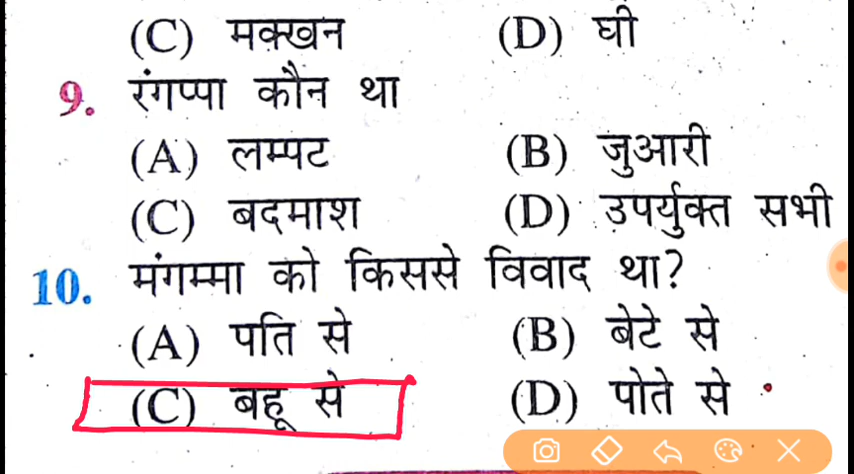 (C) मक्खन (D) घी
9. रंगप्पा कौन था
(A) लम्पट (B) जुआरी
(C) बदमाश (D) उपर्युक्त सभी
10. मंगम्मा को किससे विवाद था?
(A) पति से (B) बेटे से
(C) बहू से (D) पोते से